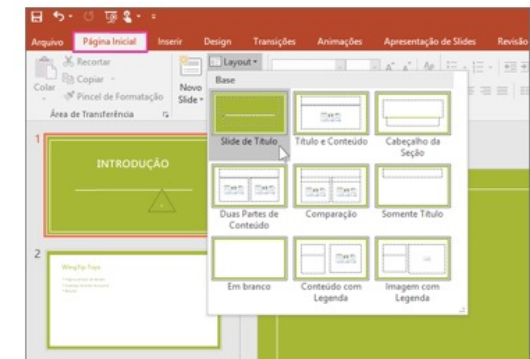 Arquivo Página Inicial Inserir Design Transições Animações Apresentação de Slides Revisão
Recortar
Copiar
Pincel de Formatação
Colar
Área de Transferência
Novo
Slide
Layout
Base
Slide de Título
Título e Conteúdo
Cabeçalho da
Seção
Duas Partes de
Conteúdo
Comparação
Somente Título
Em branco
Conteúdo com
Legenda
Imagem com
Legenda
1
INTRODUÇÃO
2
WingTip Toys